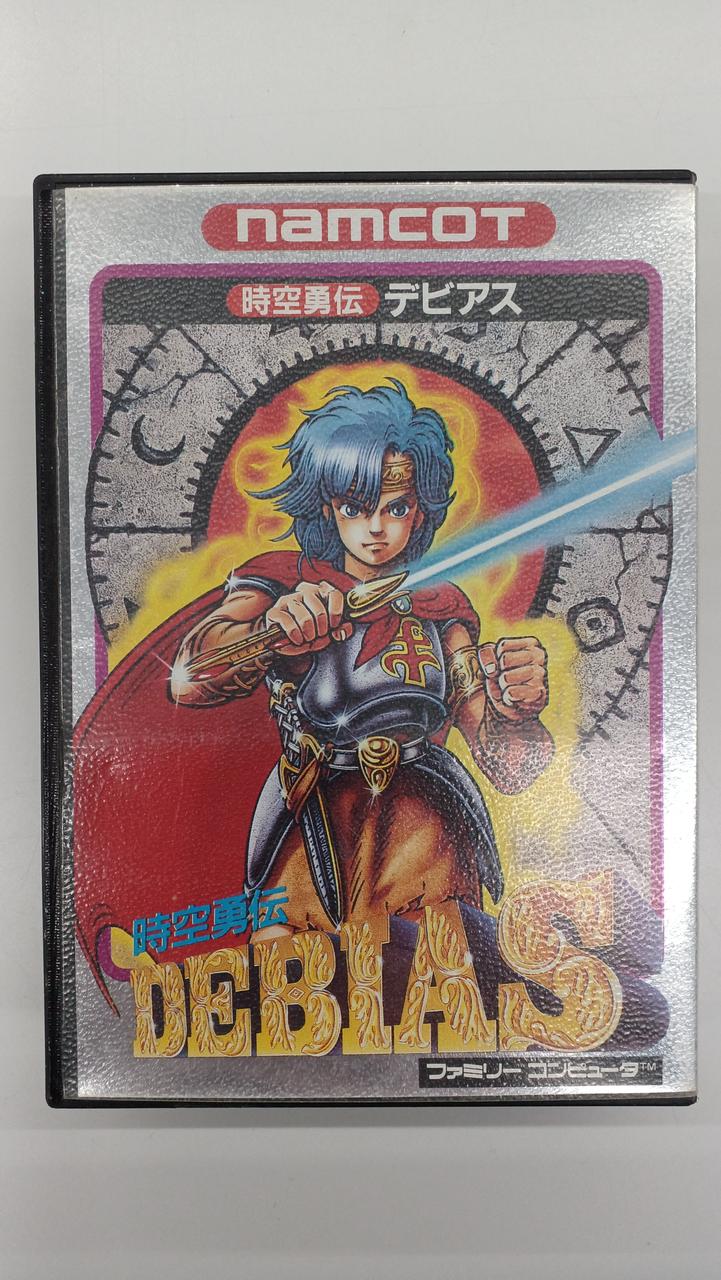 namcot
時空勇伝 デビアス
時空勇伝
DEBIAS
ファミリーコンピュータ™